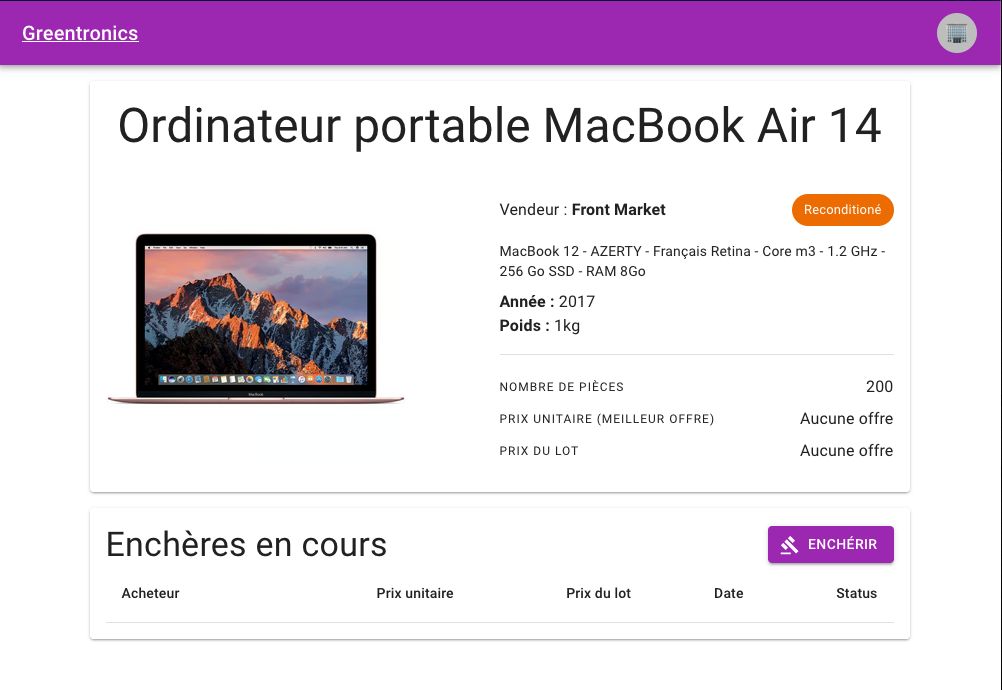 Greentronics
Ordinateur portable MacBook Air 14
Vendeur : Front Market
Reconditioné
MacBook 12 - AZERTY - Français Retina - Core m3 - 1.2 GHz -
256 Go SSD - RAM 8Go
Année : 2017
Poids : 1kg
NOMBRE DE PIÈCES 200
PRIX UNITAIRE (MEILLEUR OFFRE) Aucune offre
PRIX DU LOT Aucune offre
Enchères en cours
ENCHÉRIR
Acheteur Prix unitaire Prix du lot Date Status